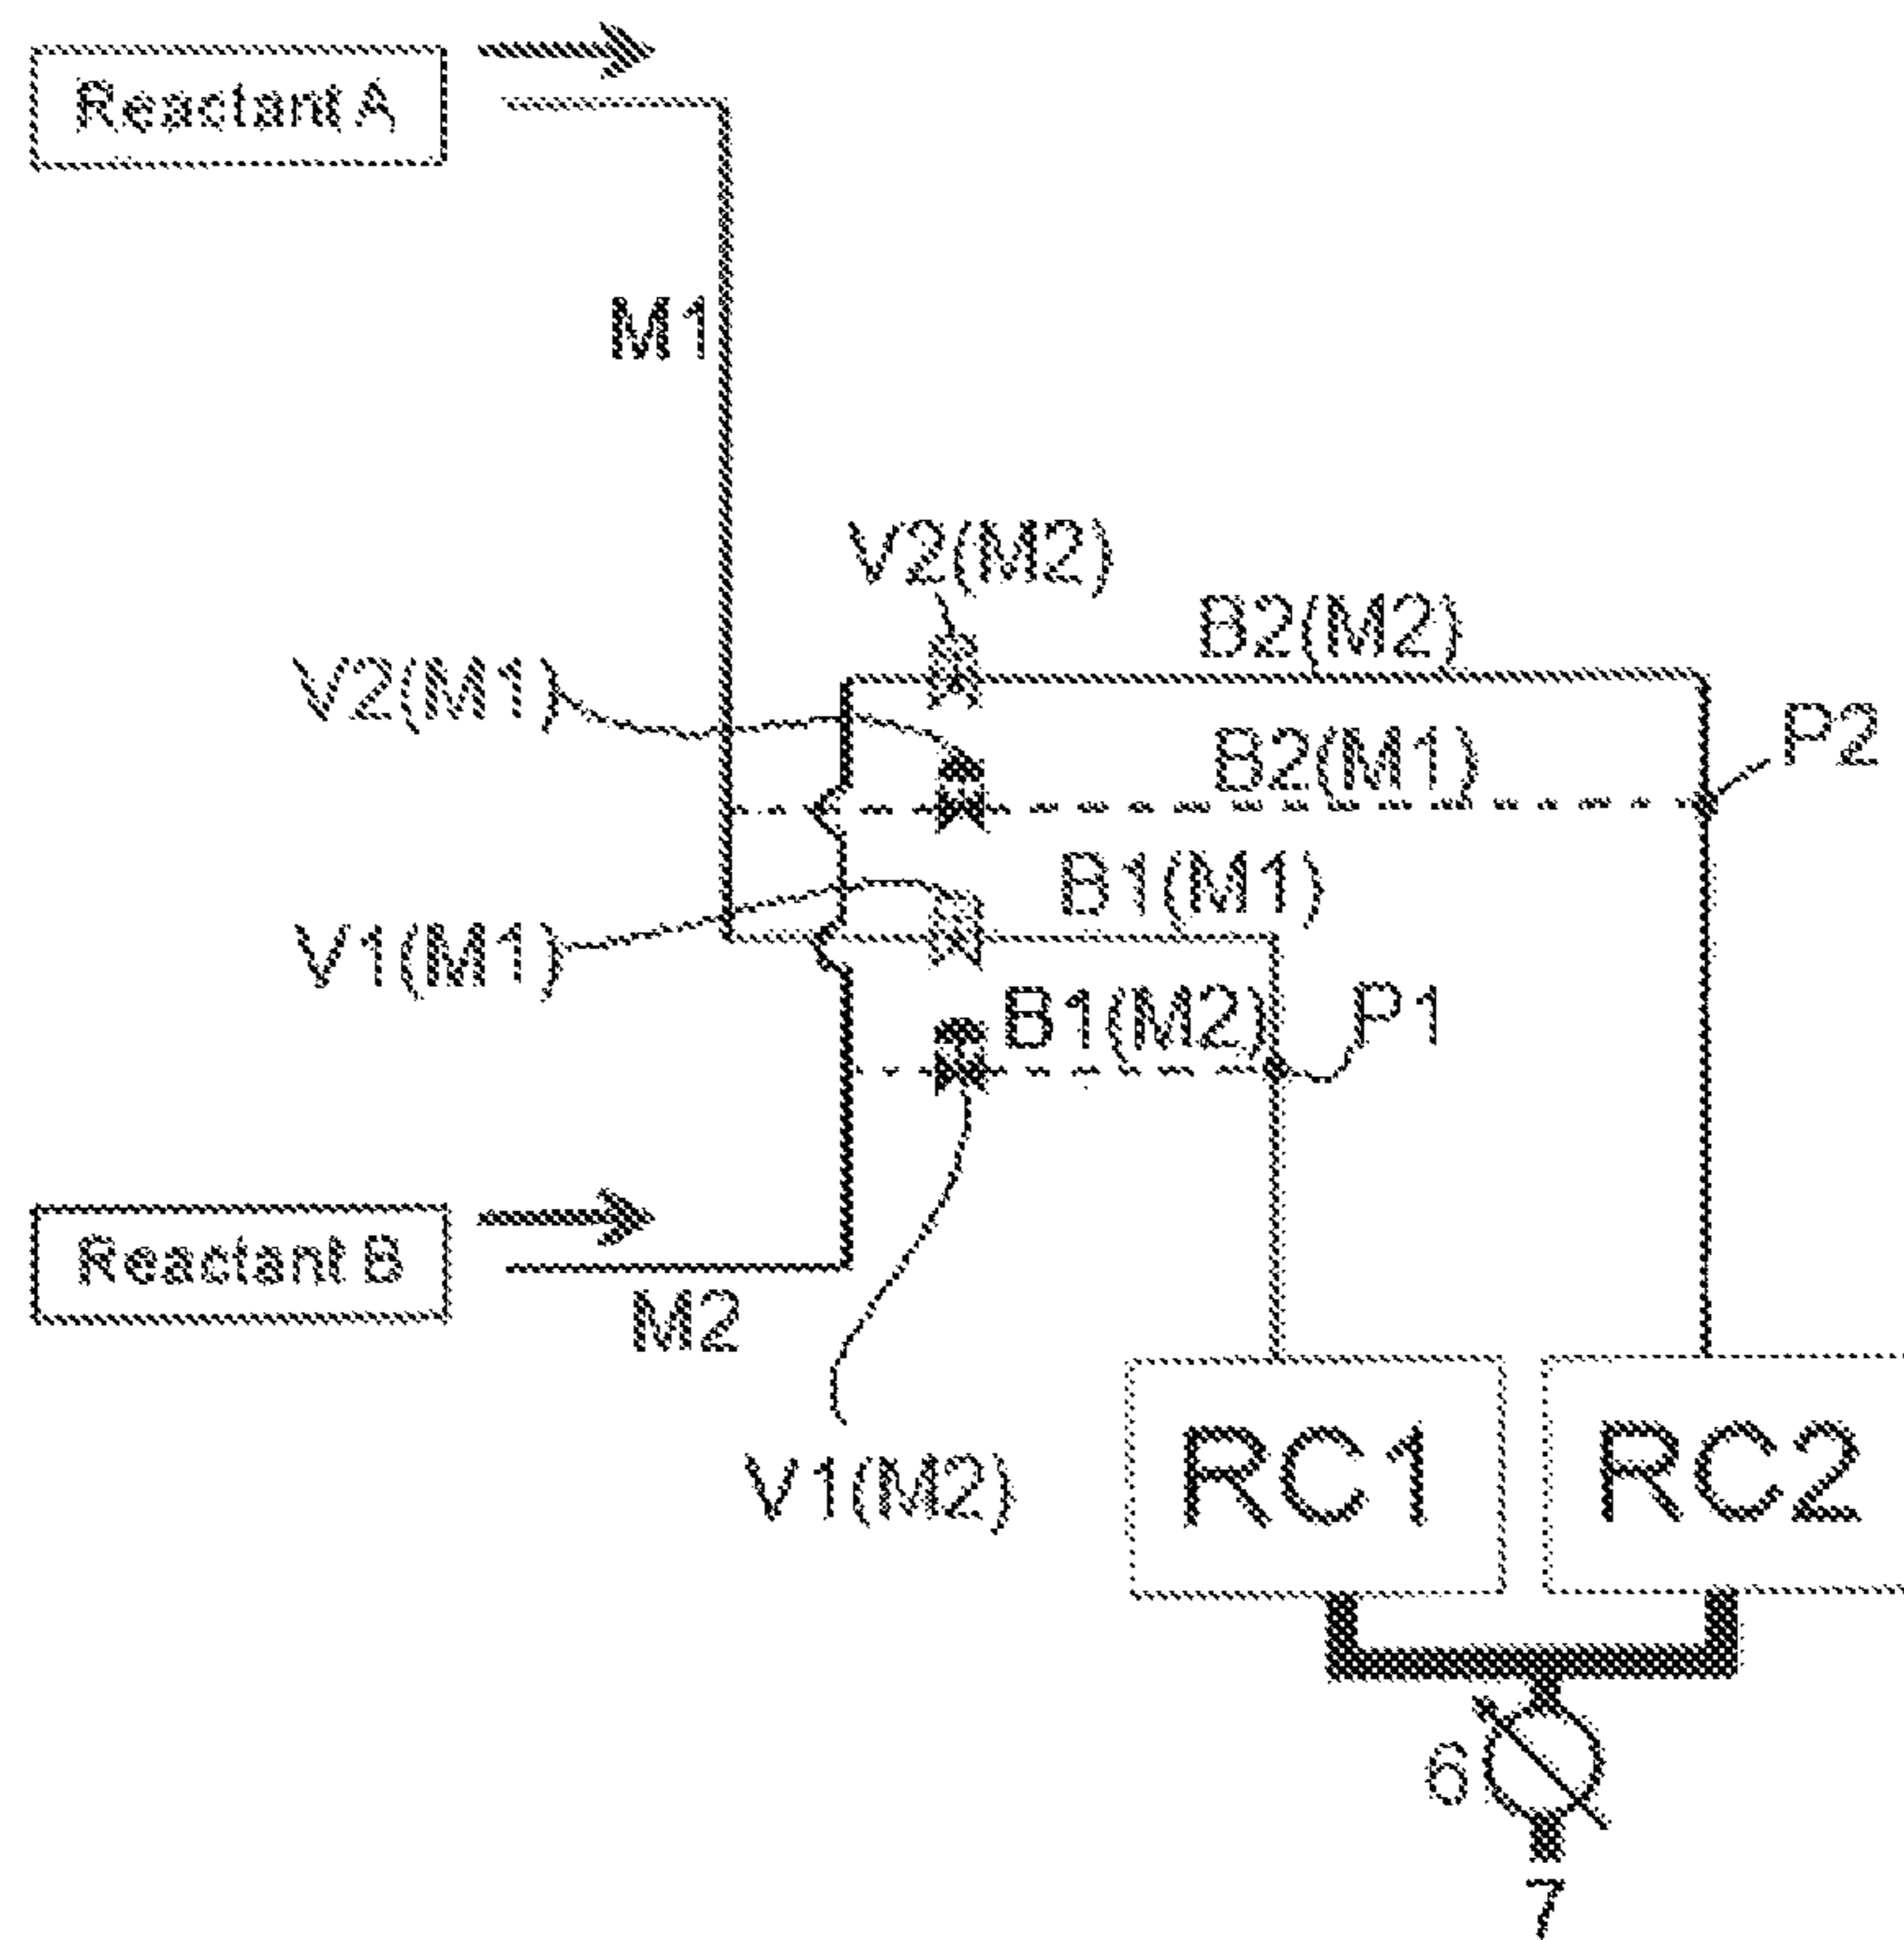 Reactant A
M1
V2(M2)
B2(M2)
V2(M1)
B2(M1)
P2
B1(M1)
V1(M1)
B1(M2)
P1
Reactant B
M2
V1(M2)
RC1
RC2
6
7